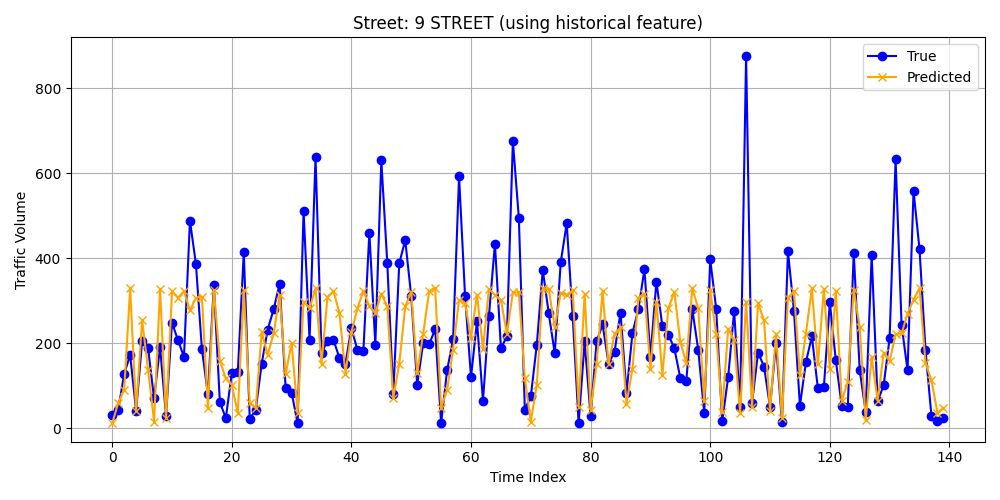 Street: 9 STREET (using historical feature)
True
Predicted
Traffic Volume
800
600
400
200
0
0 20 40 60 80 100 120 140
Time Index